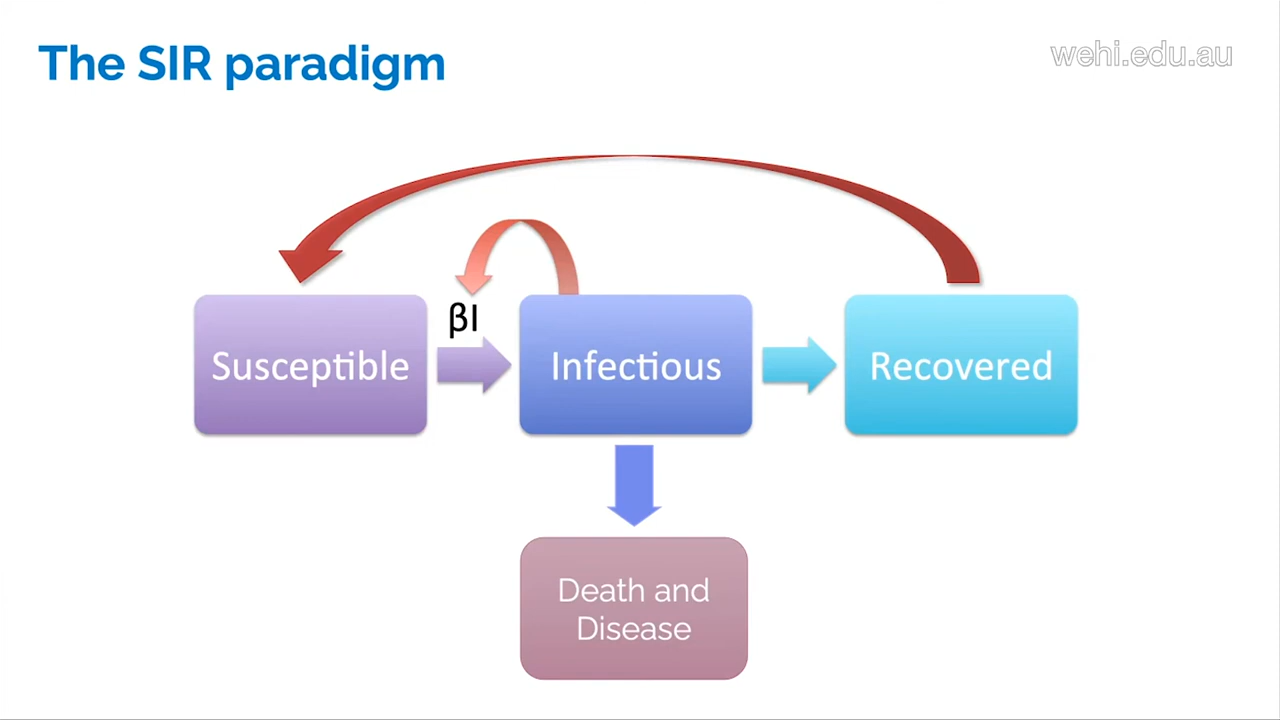 The SIR paradigm
wehi.edu.au
βI
Susceptible
Infectious
Recovered
Death and
Disease